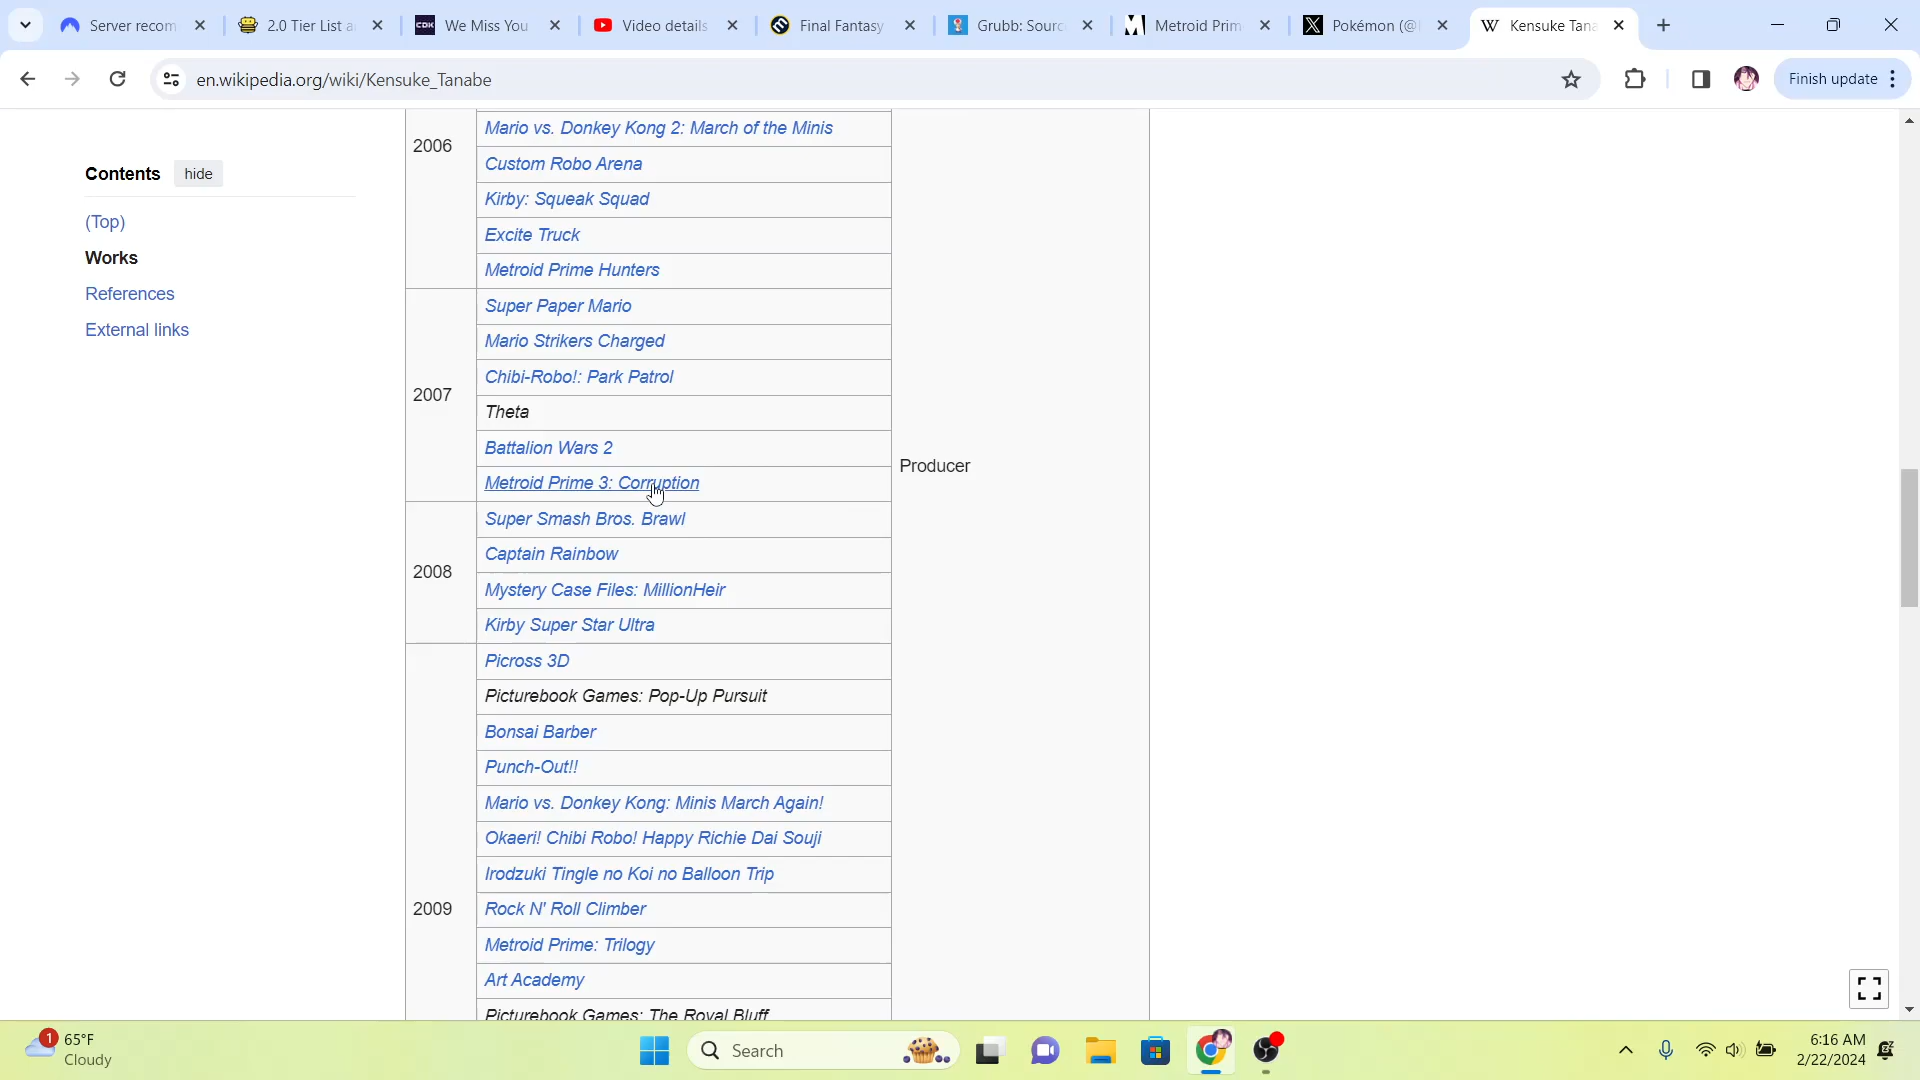 Server recom
2.0 Tier List a
CDK We Miss You
Video details
Final Fantasy
Grubb: Sourc
Metroid Prim
Pokémon (@
W Kensuke Tana
en.wikipedia.org/wiki/Kensuke_Tanabe
Finish update
Contents hide
(Top)
Works
References
External links
2006
Mario vs. Donkey Kong 2: March of the Minis
Custom Robo Arena
Kirby: Squeak Squad
Excite Truck
Metroid Prime Hunters
2007
Super Paper Mario
Mario Strikers Charged
Chibi-Robo!: Park Patrol
Theta
Battalion Wars 2
Metroid Prime 3: Corruption
Producer
2008
Super Smash Bros. Brawl
Captain Rainbow
Mystery Case Files: MillionHeir
Kirby Super Star Ultra
2009
Picross 3D
Picturebook Games: Pop-Up Pursuit
Bonsai Barber
Punch-Out!!
Mario vs. Donkey Kong: Minis March Again!
Okaeri! Chibi Robo! Happy Richie Dai Souji
Irodzuki Tingle no Koi no Balloon Trip
Rock N' Roll Climber
Metroid Prime: Trilogy
Art Academy
Picturebook Games: The Royal Bluff
1
65°F
Cloudy
Search
6:16 AM
2/22/2024